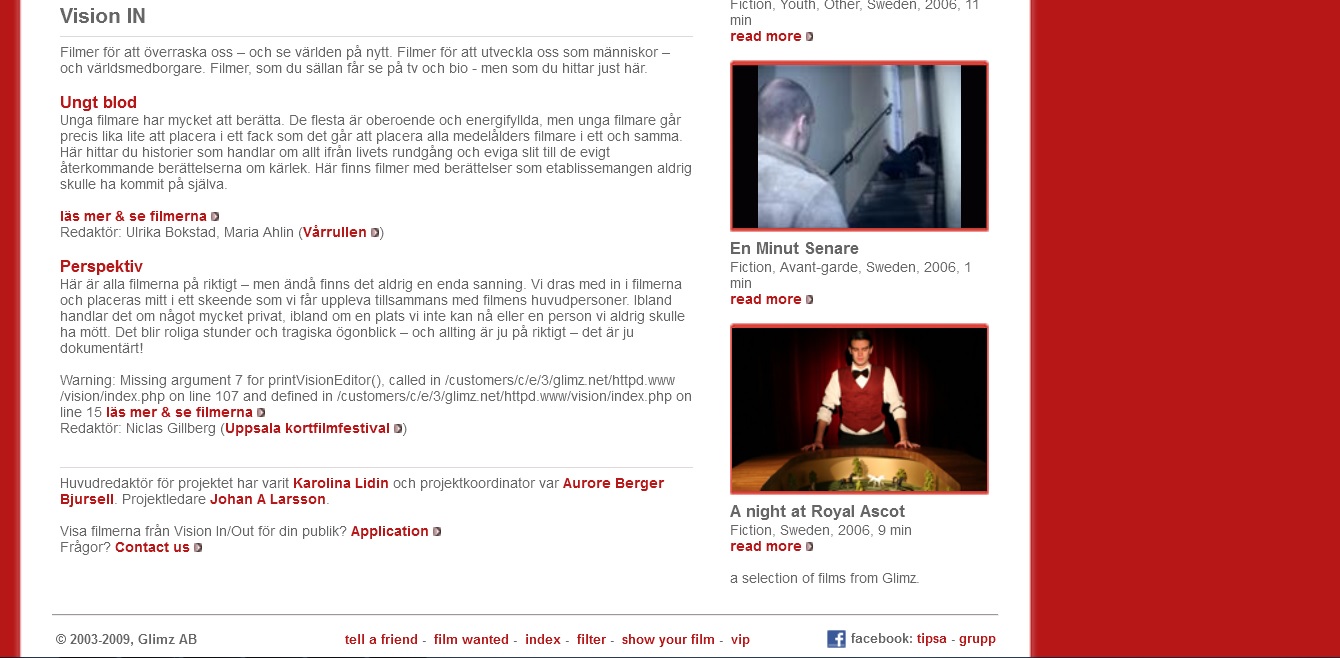 Vision IN
Filmer för att överraska oss – och se världen på nytt. Filmer för att utveckla oss som människor –
och världsmedborgare. Filmer, som du sällan får se på tv och bio - men som du hittar just här.
Ungt blod
Unga filmare har mycket att berätta. De flesta är oberoende och energifyllda, men unga filmare går
precis lika lite att placera i ett fack som det går att placera alla medelålders filmare i ett och samma.
Här hittar du historier som handlar om allt ifrån livets rundgång och eviga slit till de evigt
återkommande berättelserna om kärlek. Här finns filmer med berättelser som etablissemangen aldrig
skulle ha kommit på själva.
läs mer & se filmerna
Redaktör: Ulrika Bokstad, Maria Ahlin (Vårrullen)
Perspektiv
Här är alla filmerna på riktigt – men ändå finns det aldrig en enda sanning. Vi dras med in i filmerna
och placeras mitt i ett skeende som vi får uppleva tillsammans med filmens huvudpersoner. Ibland
handlar det om något mycket privat, ibland om en plats vi inte kan nå eller en person vi aldrig skulle
ha mött. Det blir roliga stunder och tragiska ögonblick – och allting är ju på riktigt – det är ju
dokumentärt!
Warning: Missing argument 7 for printVisionEditor(), called in /customers/c/e/3/glimz.net/httpd.www
/vision/index.php on line 107 and defined in /customers/c/e/3/glimz.net/httpd.www/vision/index.php on
line 15 läs mer & se filmerna
Redaktör: Niclas Gillberg (Uppsala kortfilmfestival)
Huvudredaktör för projektet har varit Karolina Lidin och projektkoordinator var Aurore Berger
Bjursell. Projektledare Johan A Larsson.
Visa filmerna från Vision In/Out för din publik? Application
Frågor? Contact us
Fiction, Youth, Other, Sweden, 2006, 11
min
read more
En Minut Senare
Fiction, Avant-garde, Sweden, 2006, 1
min
read more
A night at Royal Ascot
Fiction, Sweden, 2006, 9 min
read more
a selection of films from Glimz.
© 2003-2009, Glimz AB
tell a friend - film wanted - index - filter - show your film - vip
facebook: tipsa - grupp